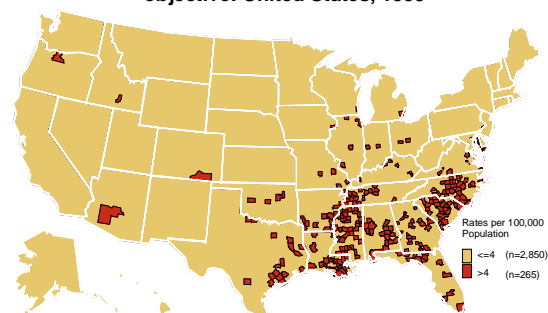 Rates per 100,000
Population
<=4 (n=2,850)
>4 (n=265)